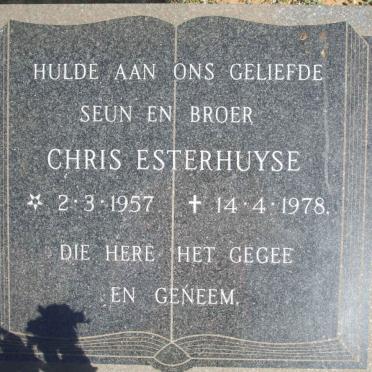 HULDE AAN ONS GELIEFDE
SEUN EN BROER
CHRIS ESTERHUYSE
☆ 2·3·1957 ✝ 14·4·1978.
DIE HERE HET GEGEE
EN GENEEM.